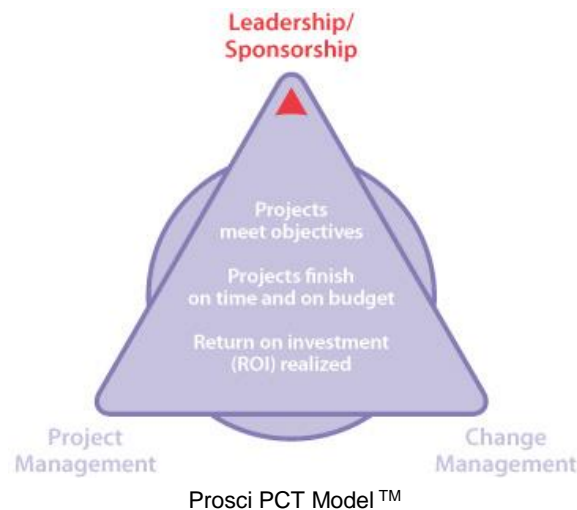 Leadership/
Sponsorship
Projects
meet objectives
Projects finish
on time and on budget
Return on investment
(ROI) realized
Project
Management
Change
Management
Prosci PCT Model TM